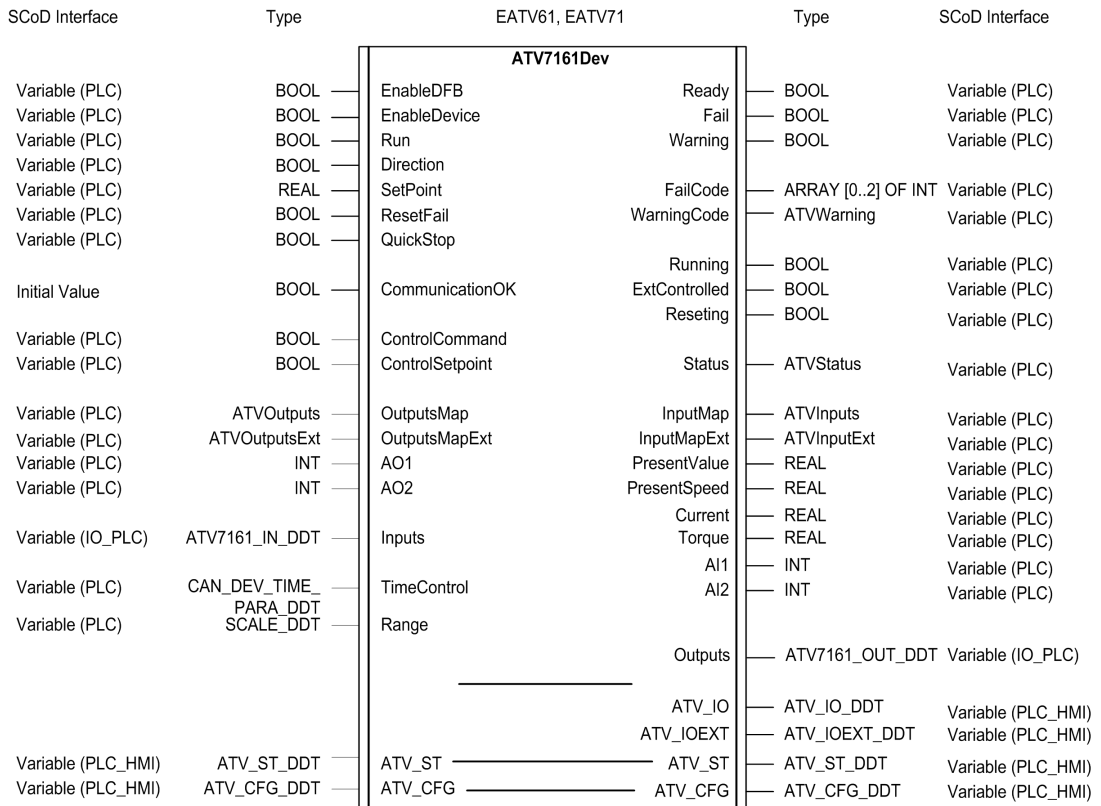 SCoD Interface Type EATV61, EATV71 Type SCoD Interface
ATV7161Dev
Variable (PLC) BOOL EnableDFB Ready BOOL Variable (PLC)
Variable (PLC) BOOL EnableDevice Fail BOOL Variable (PLC)
Variable (PLC) BOOL Run Warning BOOL Variable (PLC)
Variable (PLC) BOOL Direction
Variable (PLC) REAL SetPoint FailCode ARRAY [0..2] OF INT Variable (PLC)
Variable (PLC) BOOL ResetFail WarningCode ATVWarning Variable (PLC)
Variable (PLC) BOOL QuickStop
Running BOOL Variable (PLC)
Initial Value BOOL CommunicationOK ExtControlled BOOL Variable (PLC)
Reseting BOOL Variable (PLC)
Variable (PLC) BOOL ControlCommand
Variable (PLC) BOOL ControlSetpoint Status ATVStatus Variable (PLC)
Variable (PLC) ATVOutputs OutputsMap InputMap ATVInputs Variable (PLC)
Variable (PLC) ATVOutputsExt OutputsMapExt InputMapExt ATVInputExt Variable (PLC)
Variable (PLC) INT AO1 PresentValue REAL Variable (PLC)
Variable (PLC) INT AO2 PresentSpeed REAL Variable (PLC)
Current REAL Variable (PLC)
Variable (IO_PLC) ATV7161_IN_DDT Inputs Torque REAL Variable (PLC)
AI1 INT Variable (PLC)
Variable (PLC) CAN_DEV_TIME_ TimeControl AI2 INT Variable (PLC)
PARA_DDT
Variable (PLC) SCALE_DDT Range
Outputs ATV7161_OUT_DDT Variable (IO_PLC)
ATV_IO ATV_IO_DDT Variable (PLC_HMI)
ATV_IOEXT ATV_IOEXT_DDT Variable (PLC_HMI)
Variable (PLC_HMI) ATV_ST_DDT ATV_ST ATV_ST ATV_ST_DDT Variable (PLC_HMI)
Variable (PLC_HMI) ATV_CFG_DDT ATV_CFG ATV_CFG ATV_CFG_DDT Variable (PLC_HMI)